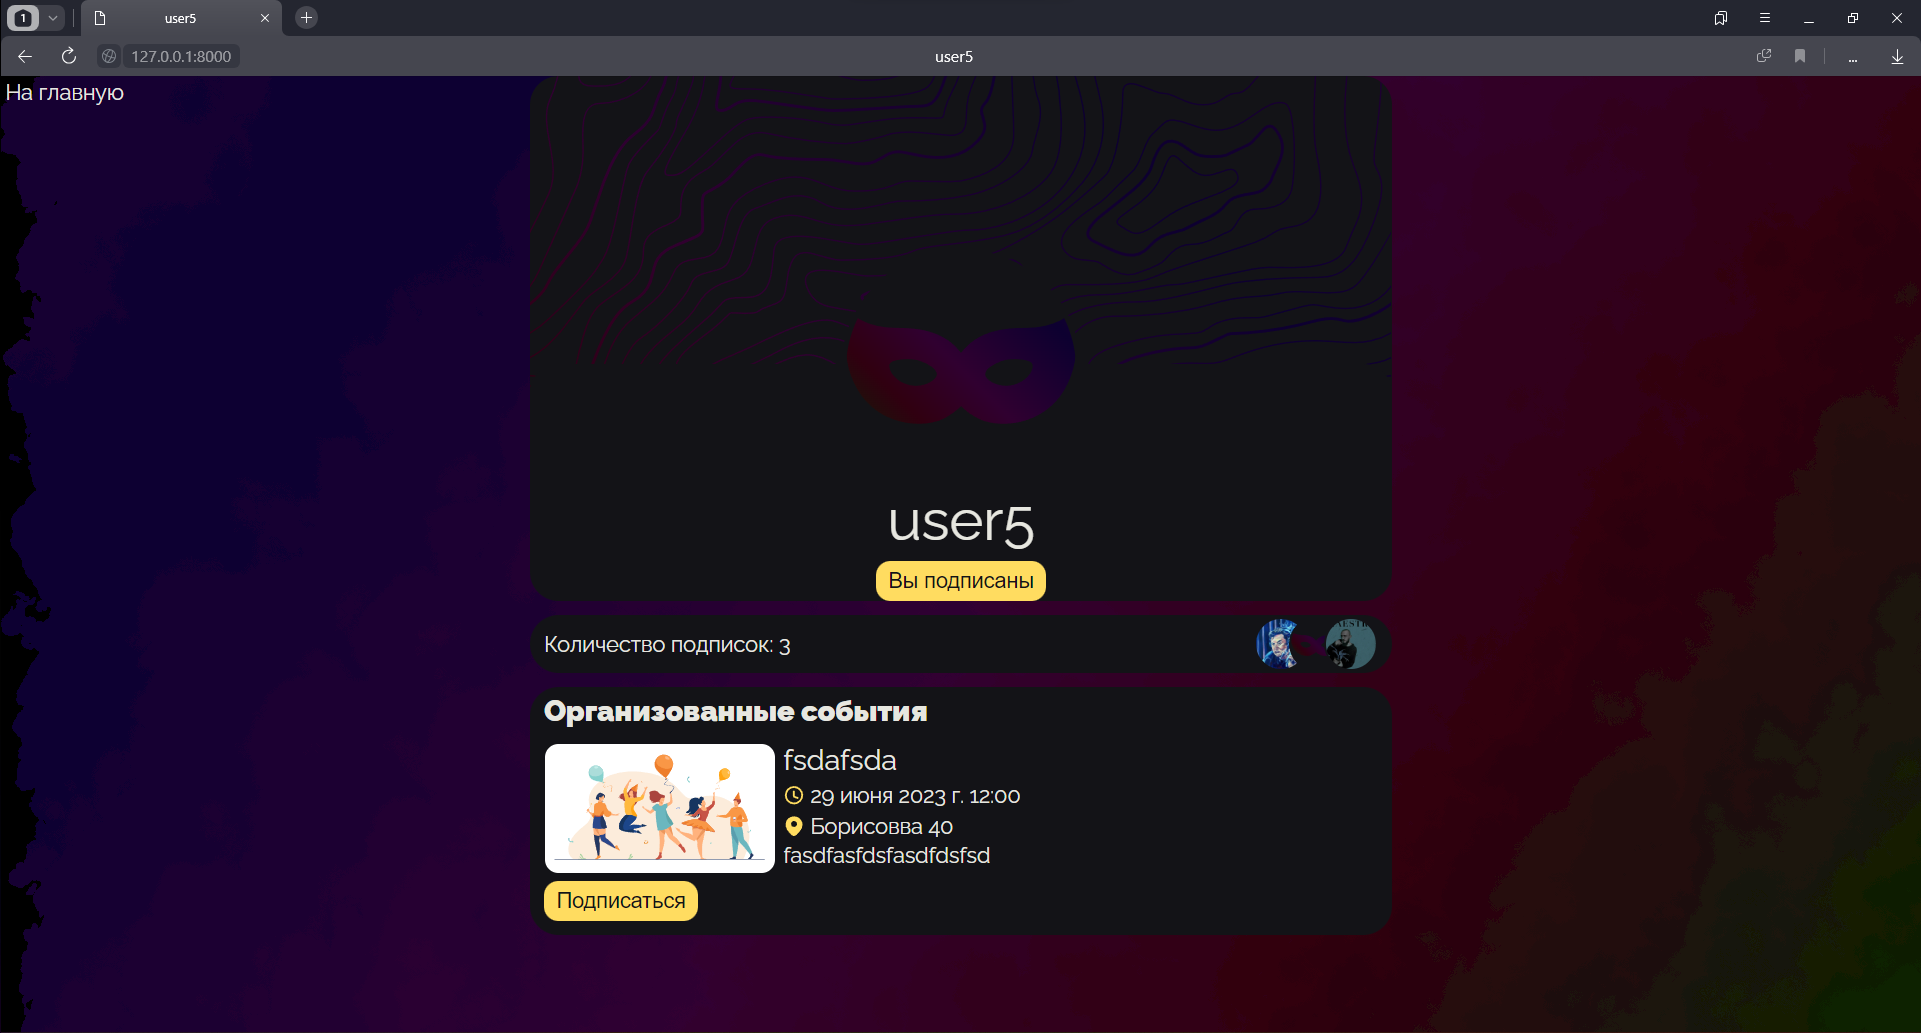 1
user5
127.0.0.1:8000
user5
На главную
user5
Вы подписаны
Количество подписок: 3
Организованные события
fsdafsda
29 июня 2023 г. 12:00
Борисовва 40
fasdfasfdsfasdfdsfsd
Подписаться